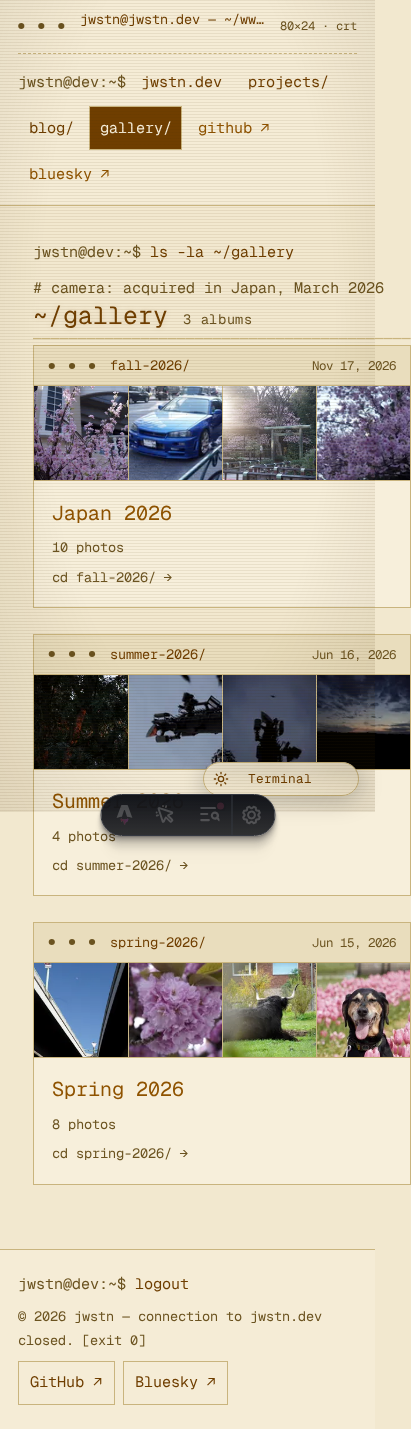 jwstn@jwstn.dev — ~/ww… 80×24 · crt
jwstn@dev:~$ jwstn.dev projects/
blog/ gallery/ github ↗
bluesky ↗
jwstn@dev:~$ ls -la ~/gallery
# camera: acquired in Japan, March 2026
~/gallery 3 albums
fall-2026/ Nov 17, 2026
Japan 2026
10 photos
cd fall-2026/ →
summer-2026/ Jun 16, 2026
Terminal
4 photos
cd summer-2026/ →
spring-2026/ Jun 15, 2026
Spring 2026
8 photos
cd spring-2026/ →
jwstn@dev:~$ logout
© 2026 jwstn — connection to jwstn.dev
closed. [exit 0]
GitHub ↗ Bluesky ↗